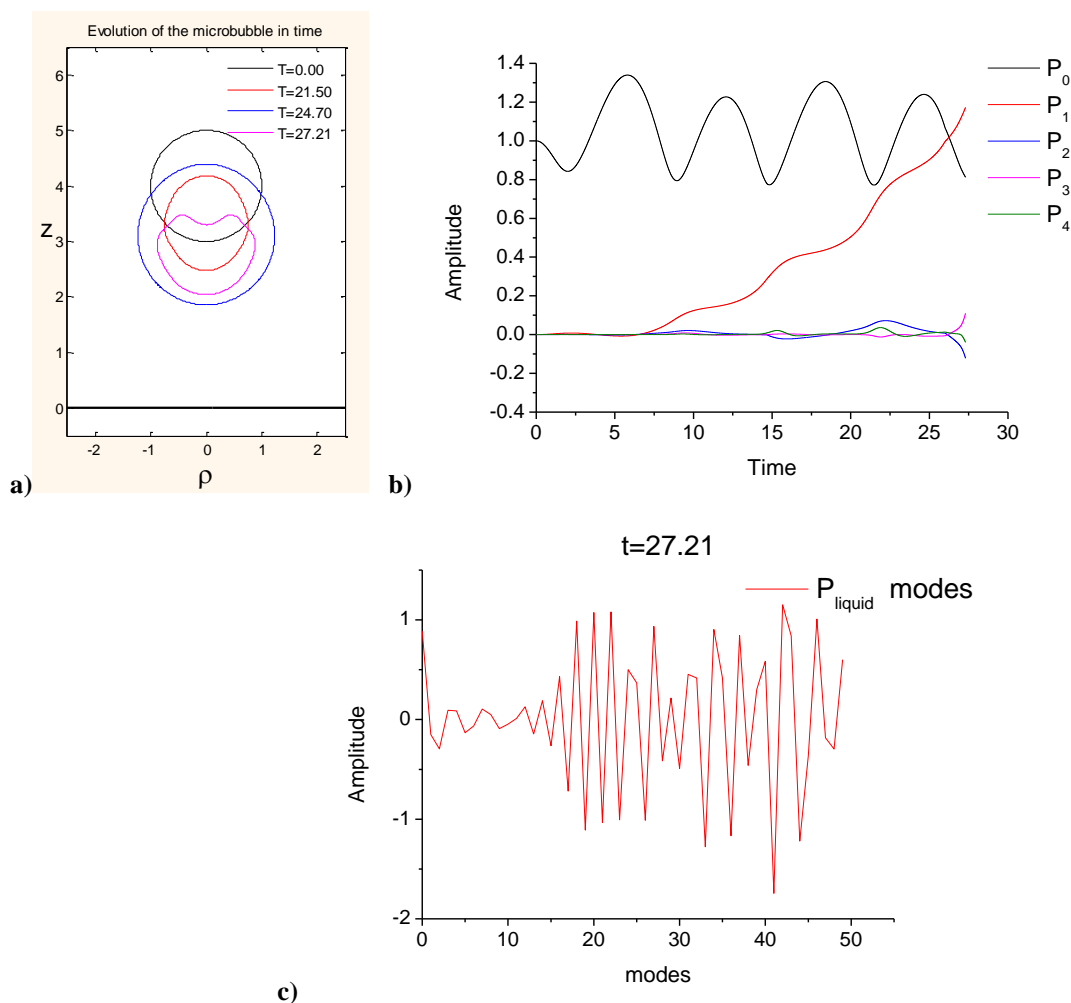 Evolution of the microbubble in time
T=0.00
T=21.50
T=24.70
T=27.21
6
5
4
z
3
2
1
0
-2 -1 0 1 2
ρ
a)
1.4
1.2
1.0
0.8
0.6
0.4
0.2
0.0
-0.2
-0.4
Amplitude
0 5 10 15 20 25 30
Time
P0
P1
P2
P3
P4
b)
t=27.21
Pliquid modes
1
0
-1
-2
Amplitude
0 10 20 30 40 50
modes
c)